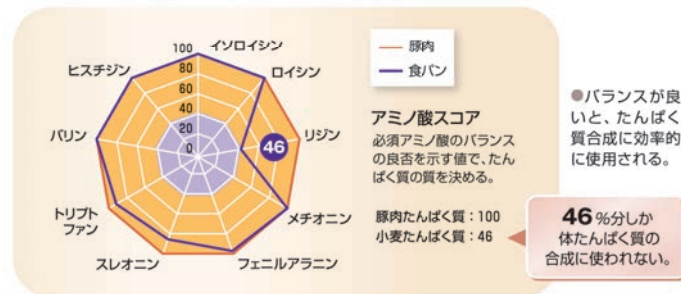 100
80
60
40
20
0
イソロイシン
ロイシン
リジン
メチオニン
フェニルアラニン
スレオニン
トリプト
ファン
バリン
ヒスチジン
46
豚肉
食パン
アミノ酸スコア
必須アミノ酸のバランス
の良否を示す値で、たん
ぱく質の質を決める。
豚肉たんぱく質：100
小麦たんぱく質：46
●バランスが良
いと、たんぱく
質合成に効率的
に使用される。
46％分しか
体たんぱく質の
合成に使われない。